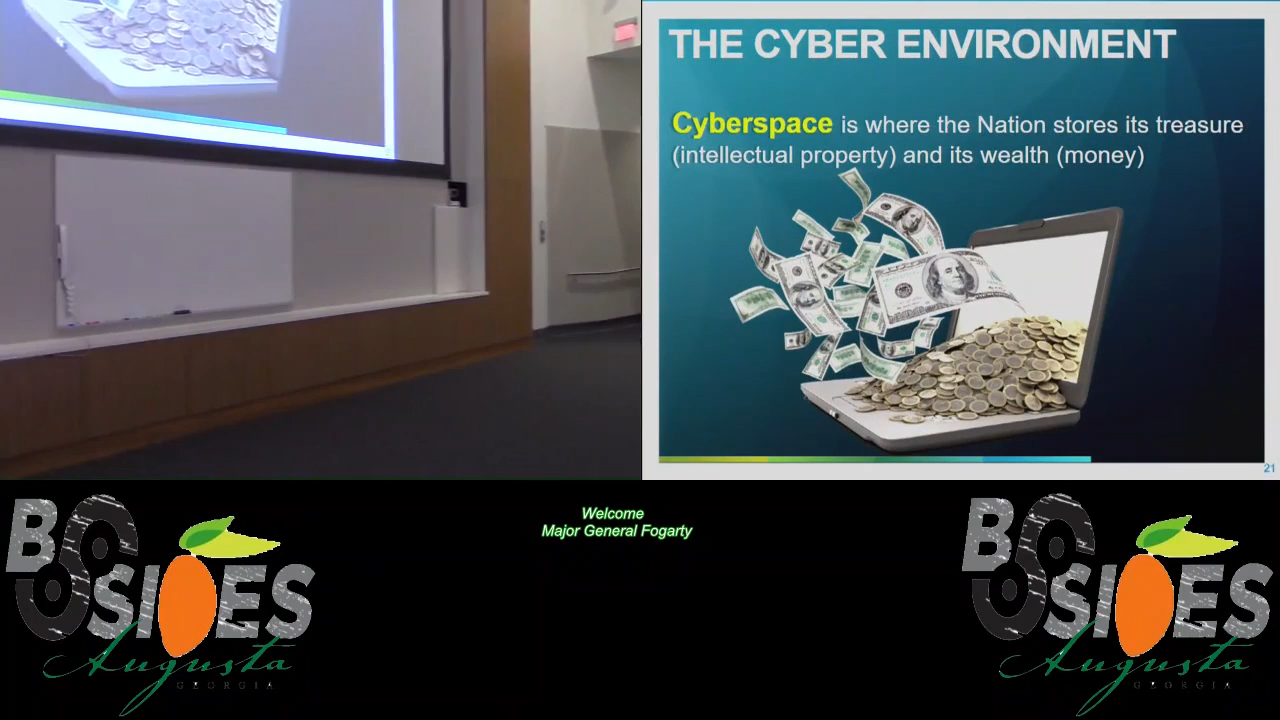 THE CYBER ENVIRONMENT
Cyberspace is where the Nation stores its treasure
(intellectual property) and its wealth (money)
21
Welcome
Major General Fogarty
BSIDES
Augusta
GEORGIA
BSIDES
Augusta
GEORGIA